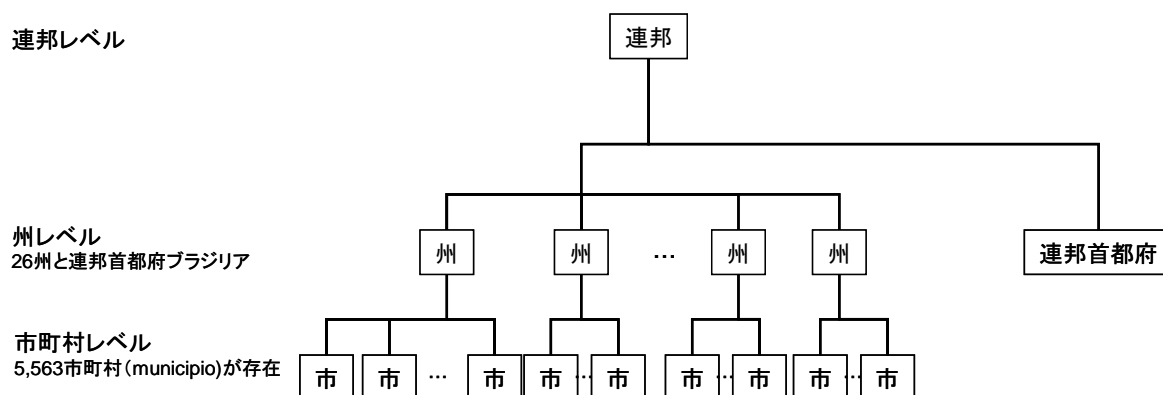 連邦レベル
連邦
州レベル
26州と連邦首都府ブラジリア
州 州 … 州 州
連邦首都府
市町村レベル
5,563市町村(municipio)が存在
市 市 … 市 市 … 市 市 … 市 市 … 市